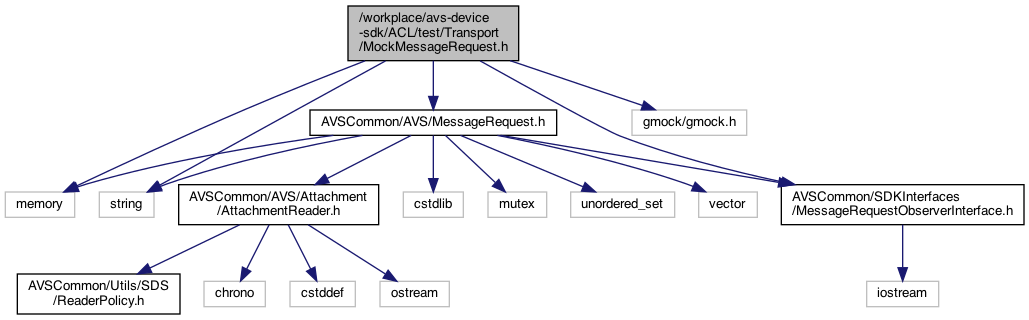 /workplace/avs-device
-sdk/ACL/test/Transport
/MockMessageRequest.h
AVSCommon/AVS/MessageRequest.h
gmock/gmock.h
memory
string
AVSCommon/AVS/Attachment
/AttachmentReader.h
cstdlib
mutex
unordered_set
vector
AVSCommon/SDKInterfaces
/MessageRequestObserverInterface.h
AVSCommon/Utils/SDS
/ReaderPolicy.h
chrono
cstddef
ostream
iostream